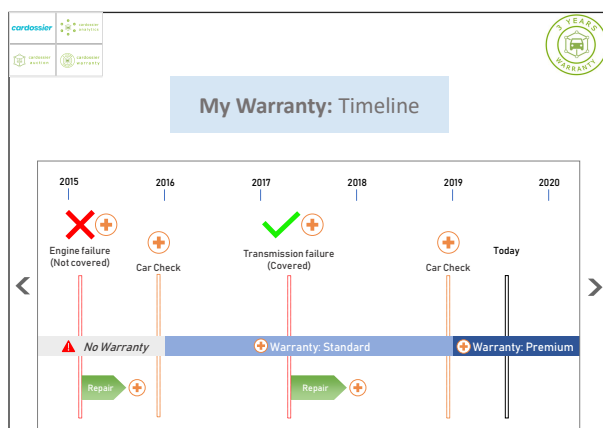 cardossier
cardossier
analytics
cardossier
auction
cardossier
warranty
3 YEARS
WARRANTY
My Warranty: Timeline
2015
2016
2017
2018
2019
2020
Engine failure
(Not covered)
Car Check
Transmission failure
(Covered)
Car Check
Today
No Warranty
Warranty: Standard
Warranty: Premium
Repair
Repair